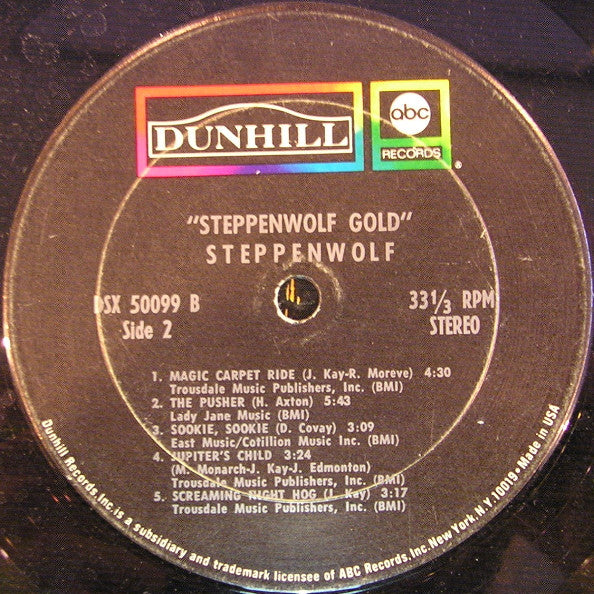 DUNHILL
abc
RECORDS
®
"STEPPENWOLF GOLD"
STEPPENWOLF
DSX 50099 B
Side 2
33 1/3 RPM
STEREO
1. MAGIC CARPET RIDE (J. Kay-R. Moreve) 4:30
Trousdale Music Publishers, Inc. (BMI)
2. THE PUSHER (H. Axton) 5:43
Lady Jane Music (BMI)
3. SOOKIE, SOOKIE (D. Covay) 3:09
East Music/Cotillion Music Inc. (BMI)
4. JUPITER'S CHILD 3:24
(M. Monarch-J. Kay-J. Edmonton)
Trousdale Music Publishers, Inc. (BMI)
5. SCREAMING NIGHT HOG (J. Kay) 3:17
Trousdale Music Publishers, Inc. (BMI)
Dunhill Records, Inc. is a subsidiary and trademark licensee of ABC Records, Inc. New York, N.Y. 10019 • Made in USA